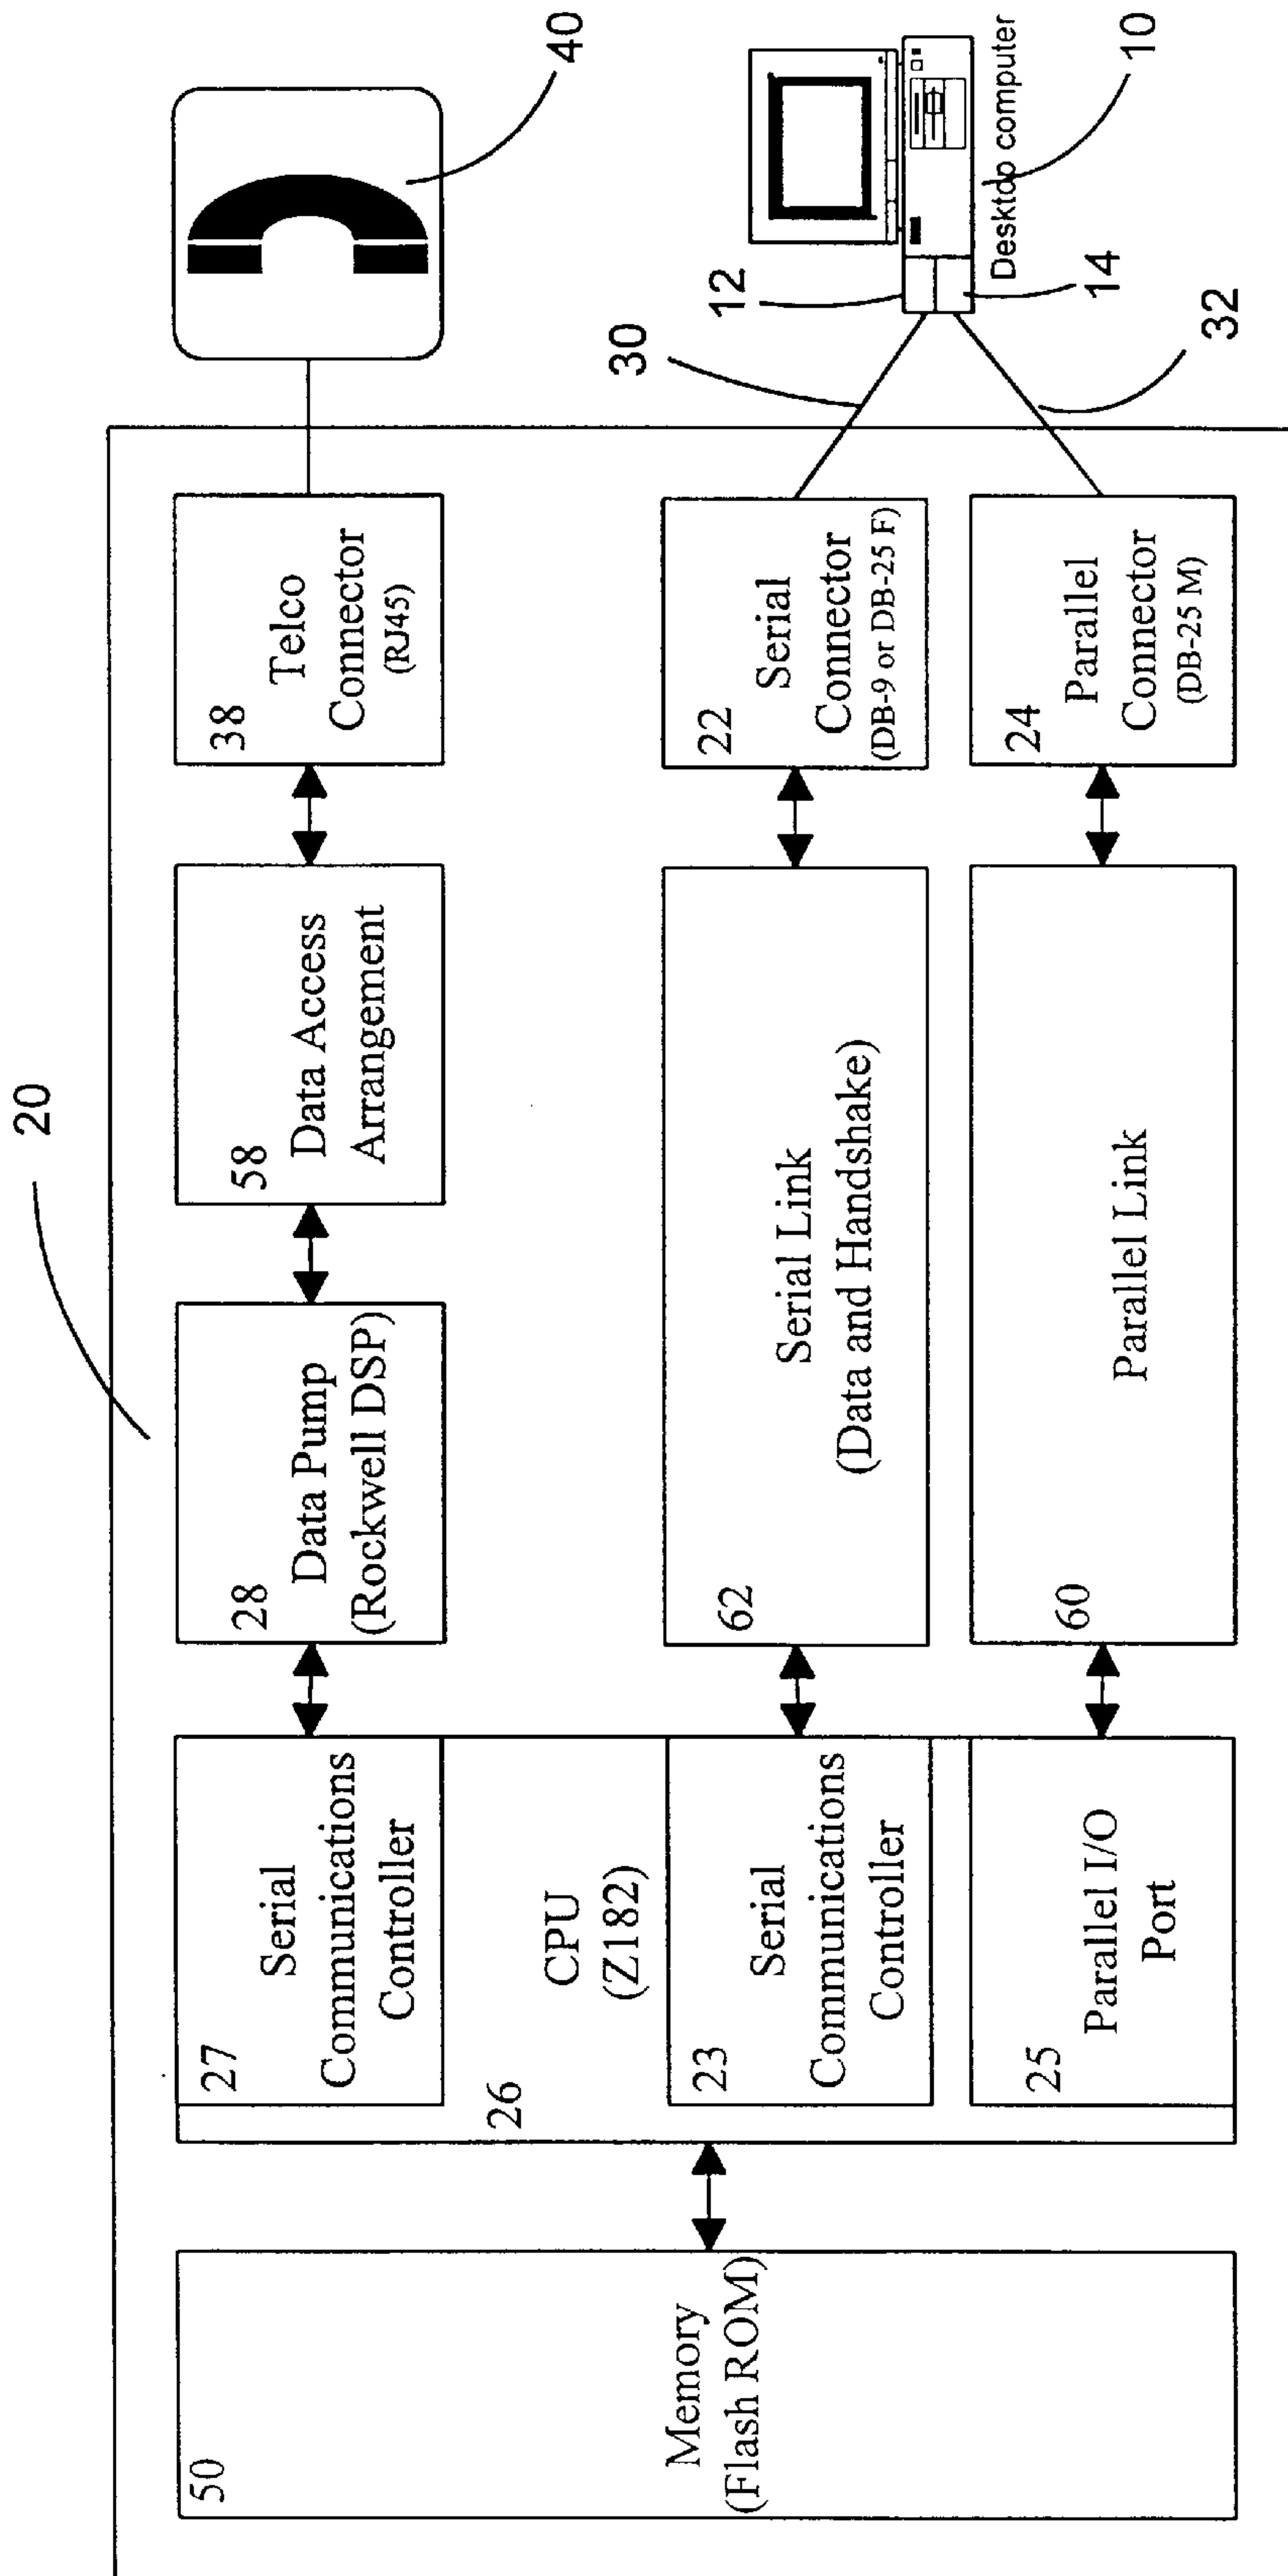 20
50
Memory
(Flash ROM)
27
Serial
Communications
Controller
26
CPU
(Z182)
23
Serial
Communications
Controller
25
Parallel I/O
Port
28
Data Pump
(Rockwell DSP)
58
Data Access
Arrangement
38
Telco
Connector
(RJ45)
40
62
Serial Link
(Data and Handshake)
22
Serial
Connector
(DB-9 or DB-25 F)
60
Parallel Link
24
Parallel
Connector
(DB-25 M)
30
32
12
14
Desktop computer
10